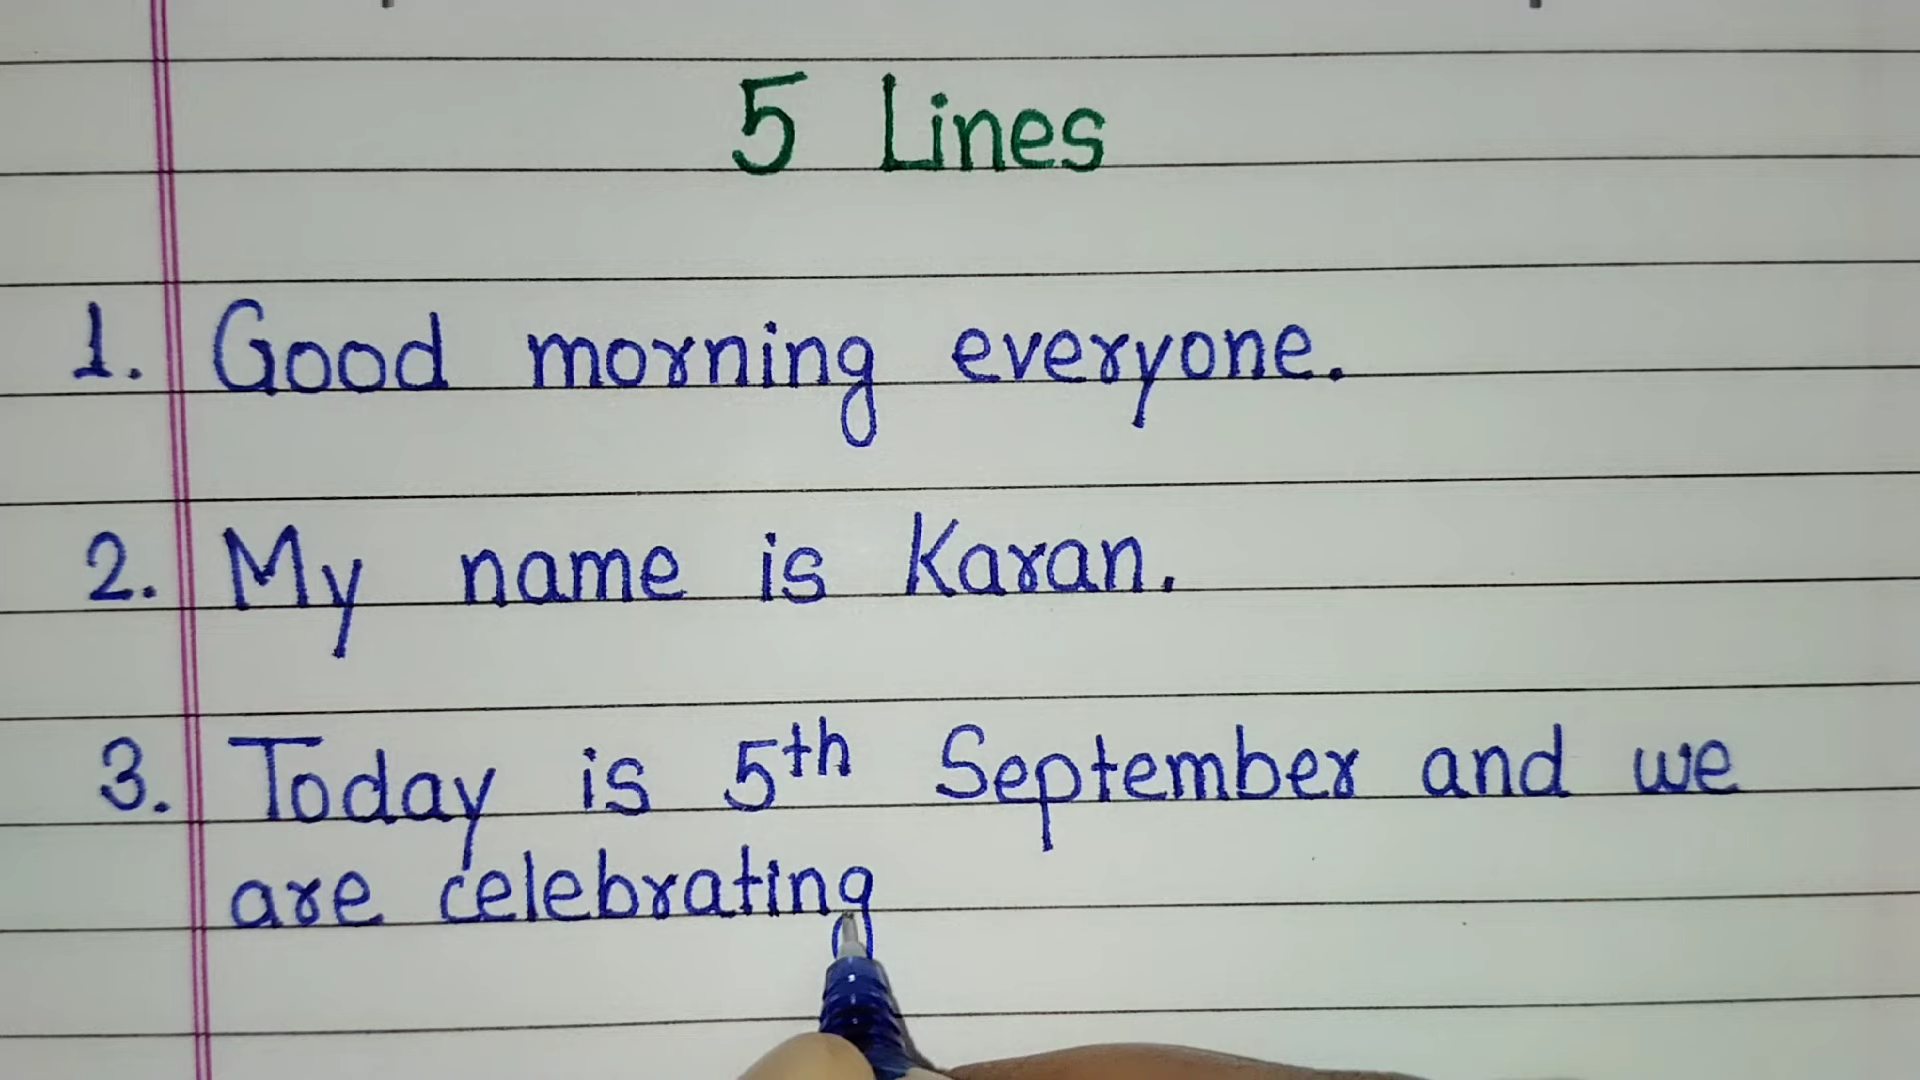 5 Lines
1. Good morning everyone.
2. My name is Karan.
3. Today is 5th September and we
are celebrating